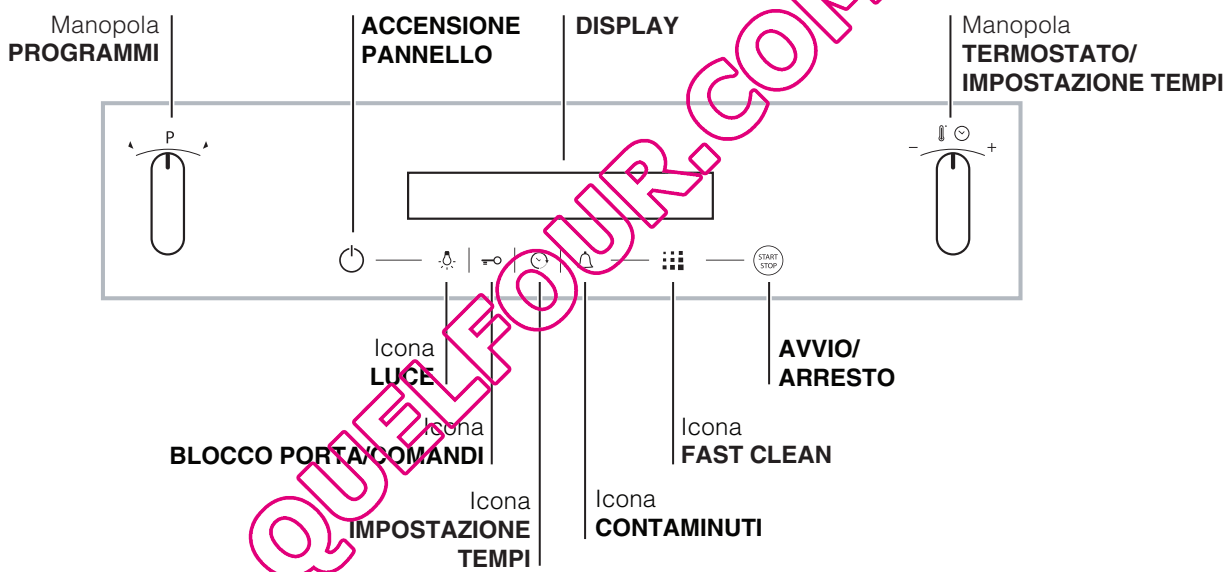 Manopola
PROGRAMMI
ACCENSIONE
PANNELLO
DISPLAY
Manopola
TERMOSTATO/
IMPOSTAZIONE TEMPI
P
- +
START
STOP
Icona
LUCE
AVVIO/
ARRESTO
Icona
BLOCCO PORTA/COMANDI
Icona
FAST CLEAN
Icona
IMPOSTAZIONE
TEMPI
Icona
CONTAMINUTI
QUELFOUR.COM